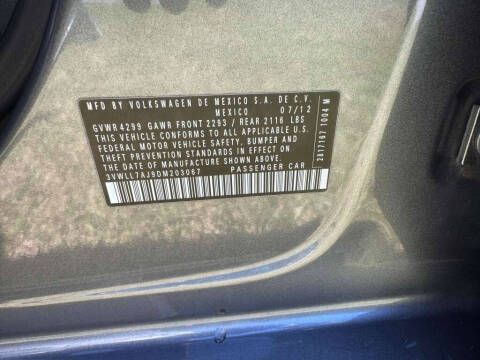 MFD BY VOLKSWAGEN DE MEXICO S.A. DE C.V.
MEXICO 07/12
GVWR 4299 GAWR FRONT 2293 / REAR 2116 LBS
THIS VEHICLE CONFORMS TO ALL APPLICABLE U.S.
FEDERAL MOTOR VEHICLE SAFETY, BUMPER AND
THEFT PREVENTION STANDARDS IN EFFECT ON
THE DATE OF MANUFACTURE SHOWN ABOVE.
3VWLL7AJ9DM203067 PASSENGER CAR
2817167 1004 M